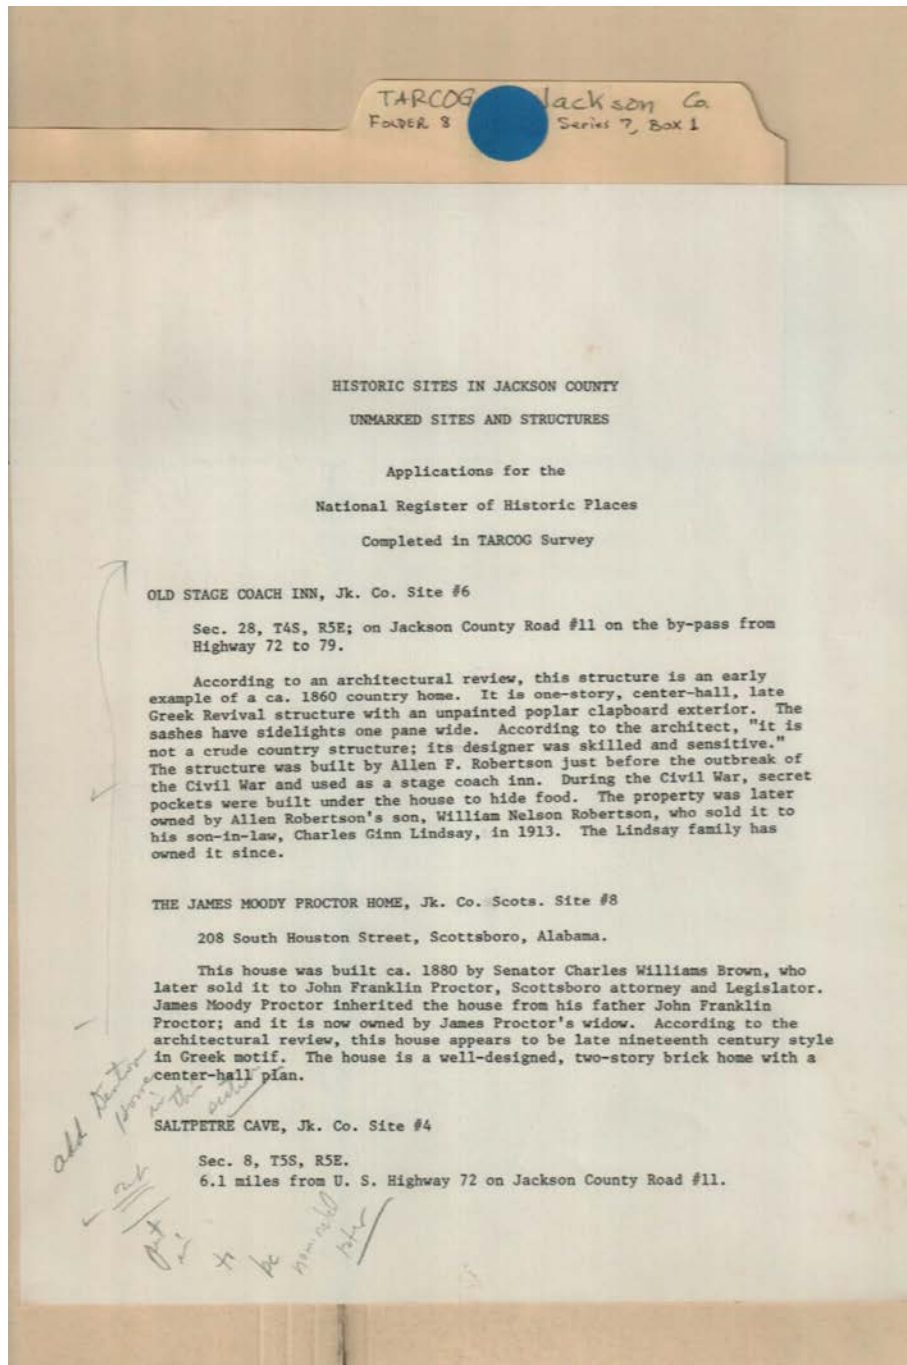 TARCOG Jackson Co.
FOLDER 8 Series 7, Box 1
HISTORIC SITES IN JACKSON COUNTY
UNMARKED SITES AND STRUCTURES
Applications for the
National Register of Historic Places
Completed in TARCOG Survey
OLD STAGE COACH INN, Jk. Co. Site #6
Sec. 28, T4S, R5E; on Jackson County Road #11 on the by-pass from
Highway 72 to 79.
According to an architectural review, this structure is an early
example of a ca. 1860 country home. It is one-story, center-hall, late
Greek Revival structure with an unpainted poplar clapboard exterior. The
sashes have sidelights one pane wide. According to the architect, "it is
not a crude country structure; its designer was skilled and sensitive."
The structure was built by Allen F. Robertson just before the outbreak of
the Civil War and used as a stage coach inn. During the Civil War, secret
pockets were built under the house to hide food. The property was later
owned by Allen Robertson's son, William Nelson Robertson, who sold it to
his son-in-law, Charles Ginn Lindsay, in 1913. The Lindsay family has
owned it since.
THE JAMES MOODY PROCTOR HOME, Jk. Co. Scots. Site #8
208 South Houston Street, Scottsboro, Alabama.
This house was built ca. 1880 by Senator Charles Williams Brown, who
later sold it to John Franklin Proctor, Scottsboro attorney and Legislator.
James Moody Proctor inherited the house from his father John Franklin
Proctor; and it is now owned by James Proctor's widow. According to the
architectural review, this house appears to be late nineteenth century style
in Greek motif. The house is a well-designed, two-story brick home with a
center-hall plan.
add
in this
section
SALTPETRE CAVE, Jk. Co. Site #4
Sec. 8, T5S, R5E.
6.1 miles from U. S. Highway 72 on Jackson County Road #11.
out
put
in
to be nominated
later